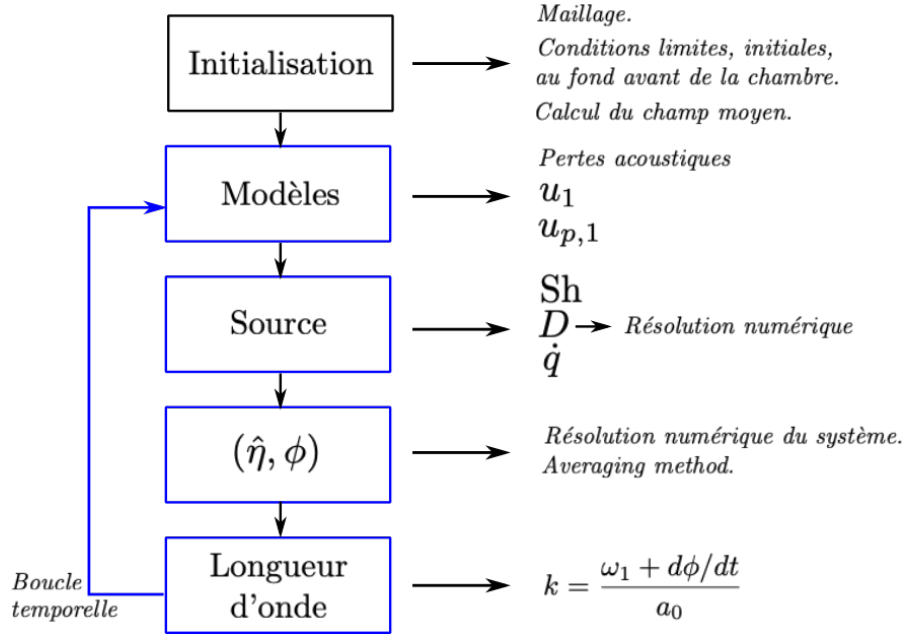 Initialisation
Maillage.
Conditions limites, initiales,
au fond avant de la chambre.
Calcul du champ moyen.
Modèles
Pertes acoustiques
u₁
u_{p,1}
Source
Sh
D
Résolution numérique
q̇
(η̂, ϕ)
Résolution numérique du système.
Averaging method.
Longueur
d'onde
k = (ω₁ + dϕ/dt) / a₀
Boucle
temporelle